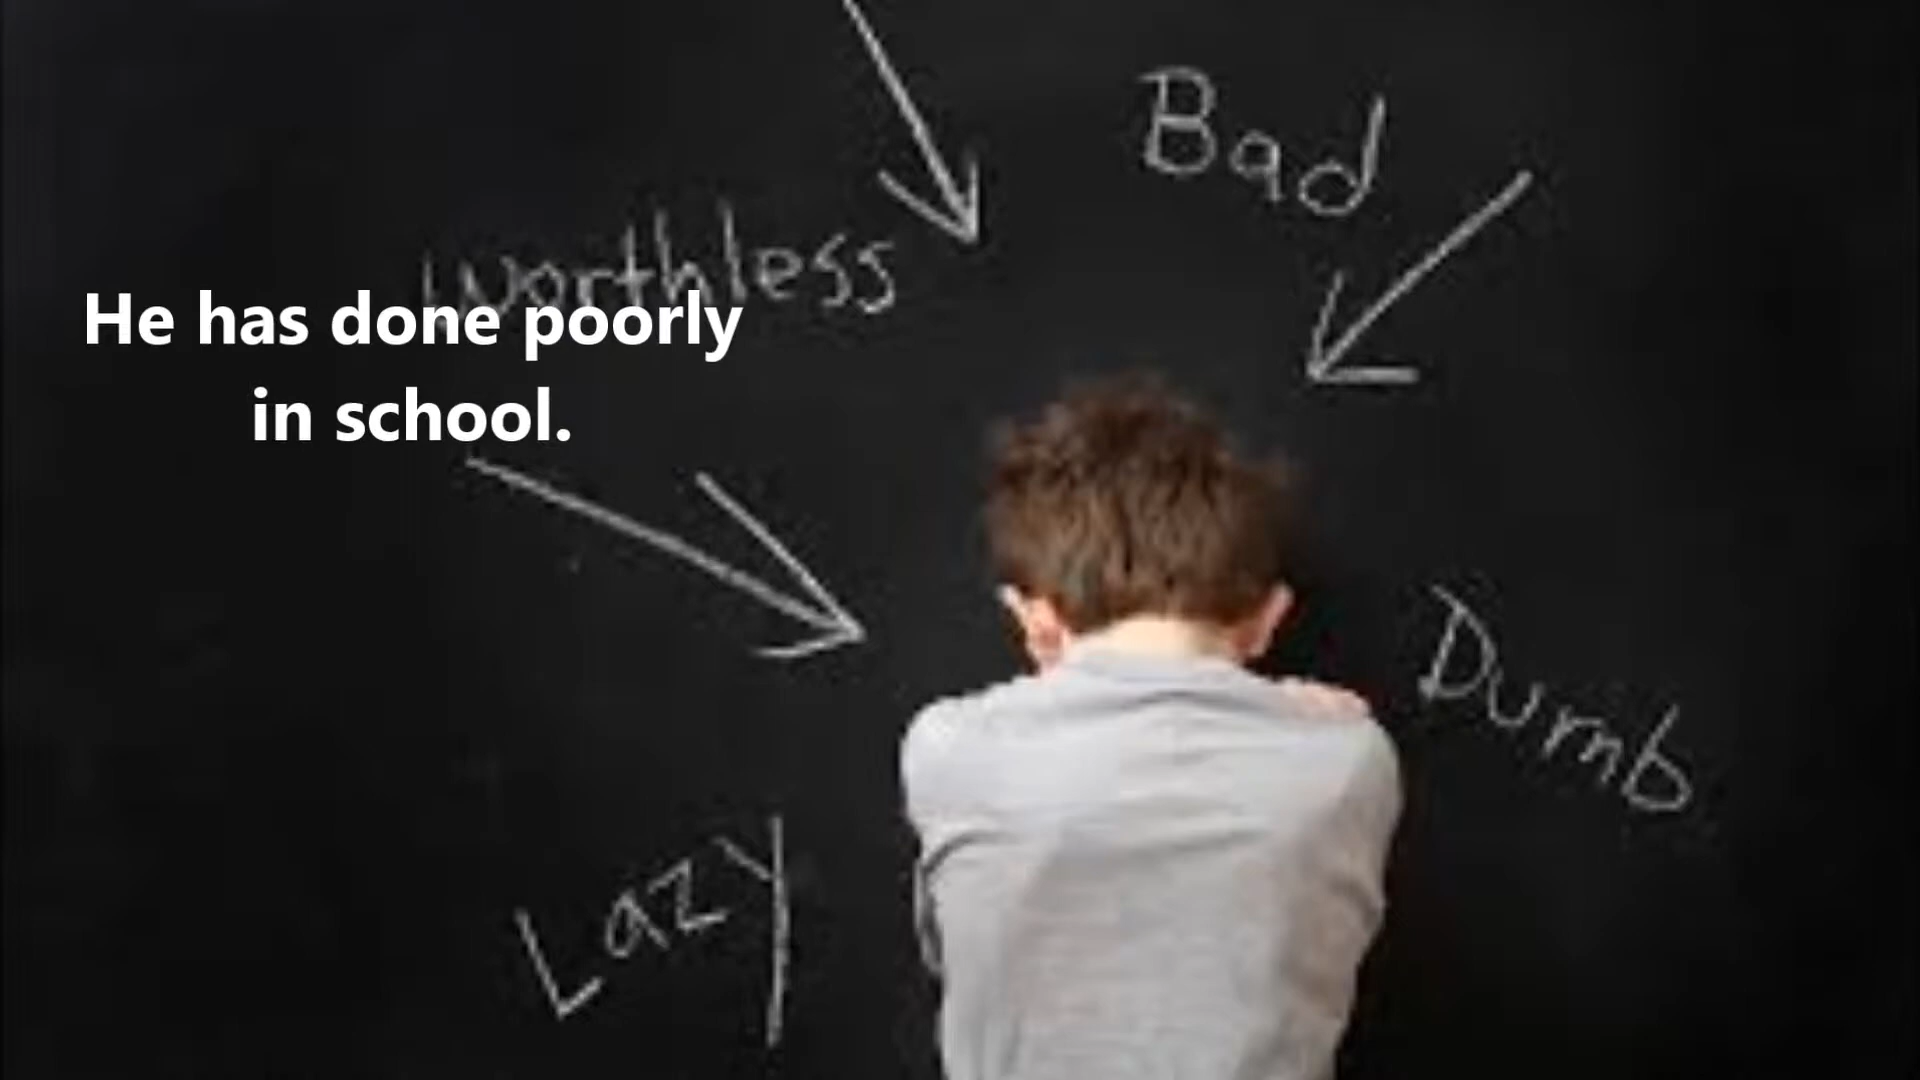 Bad
Worthless
He has done poorly
in school.
Dumb
Lazy